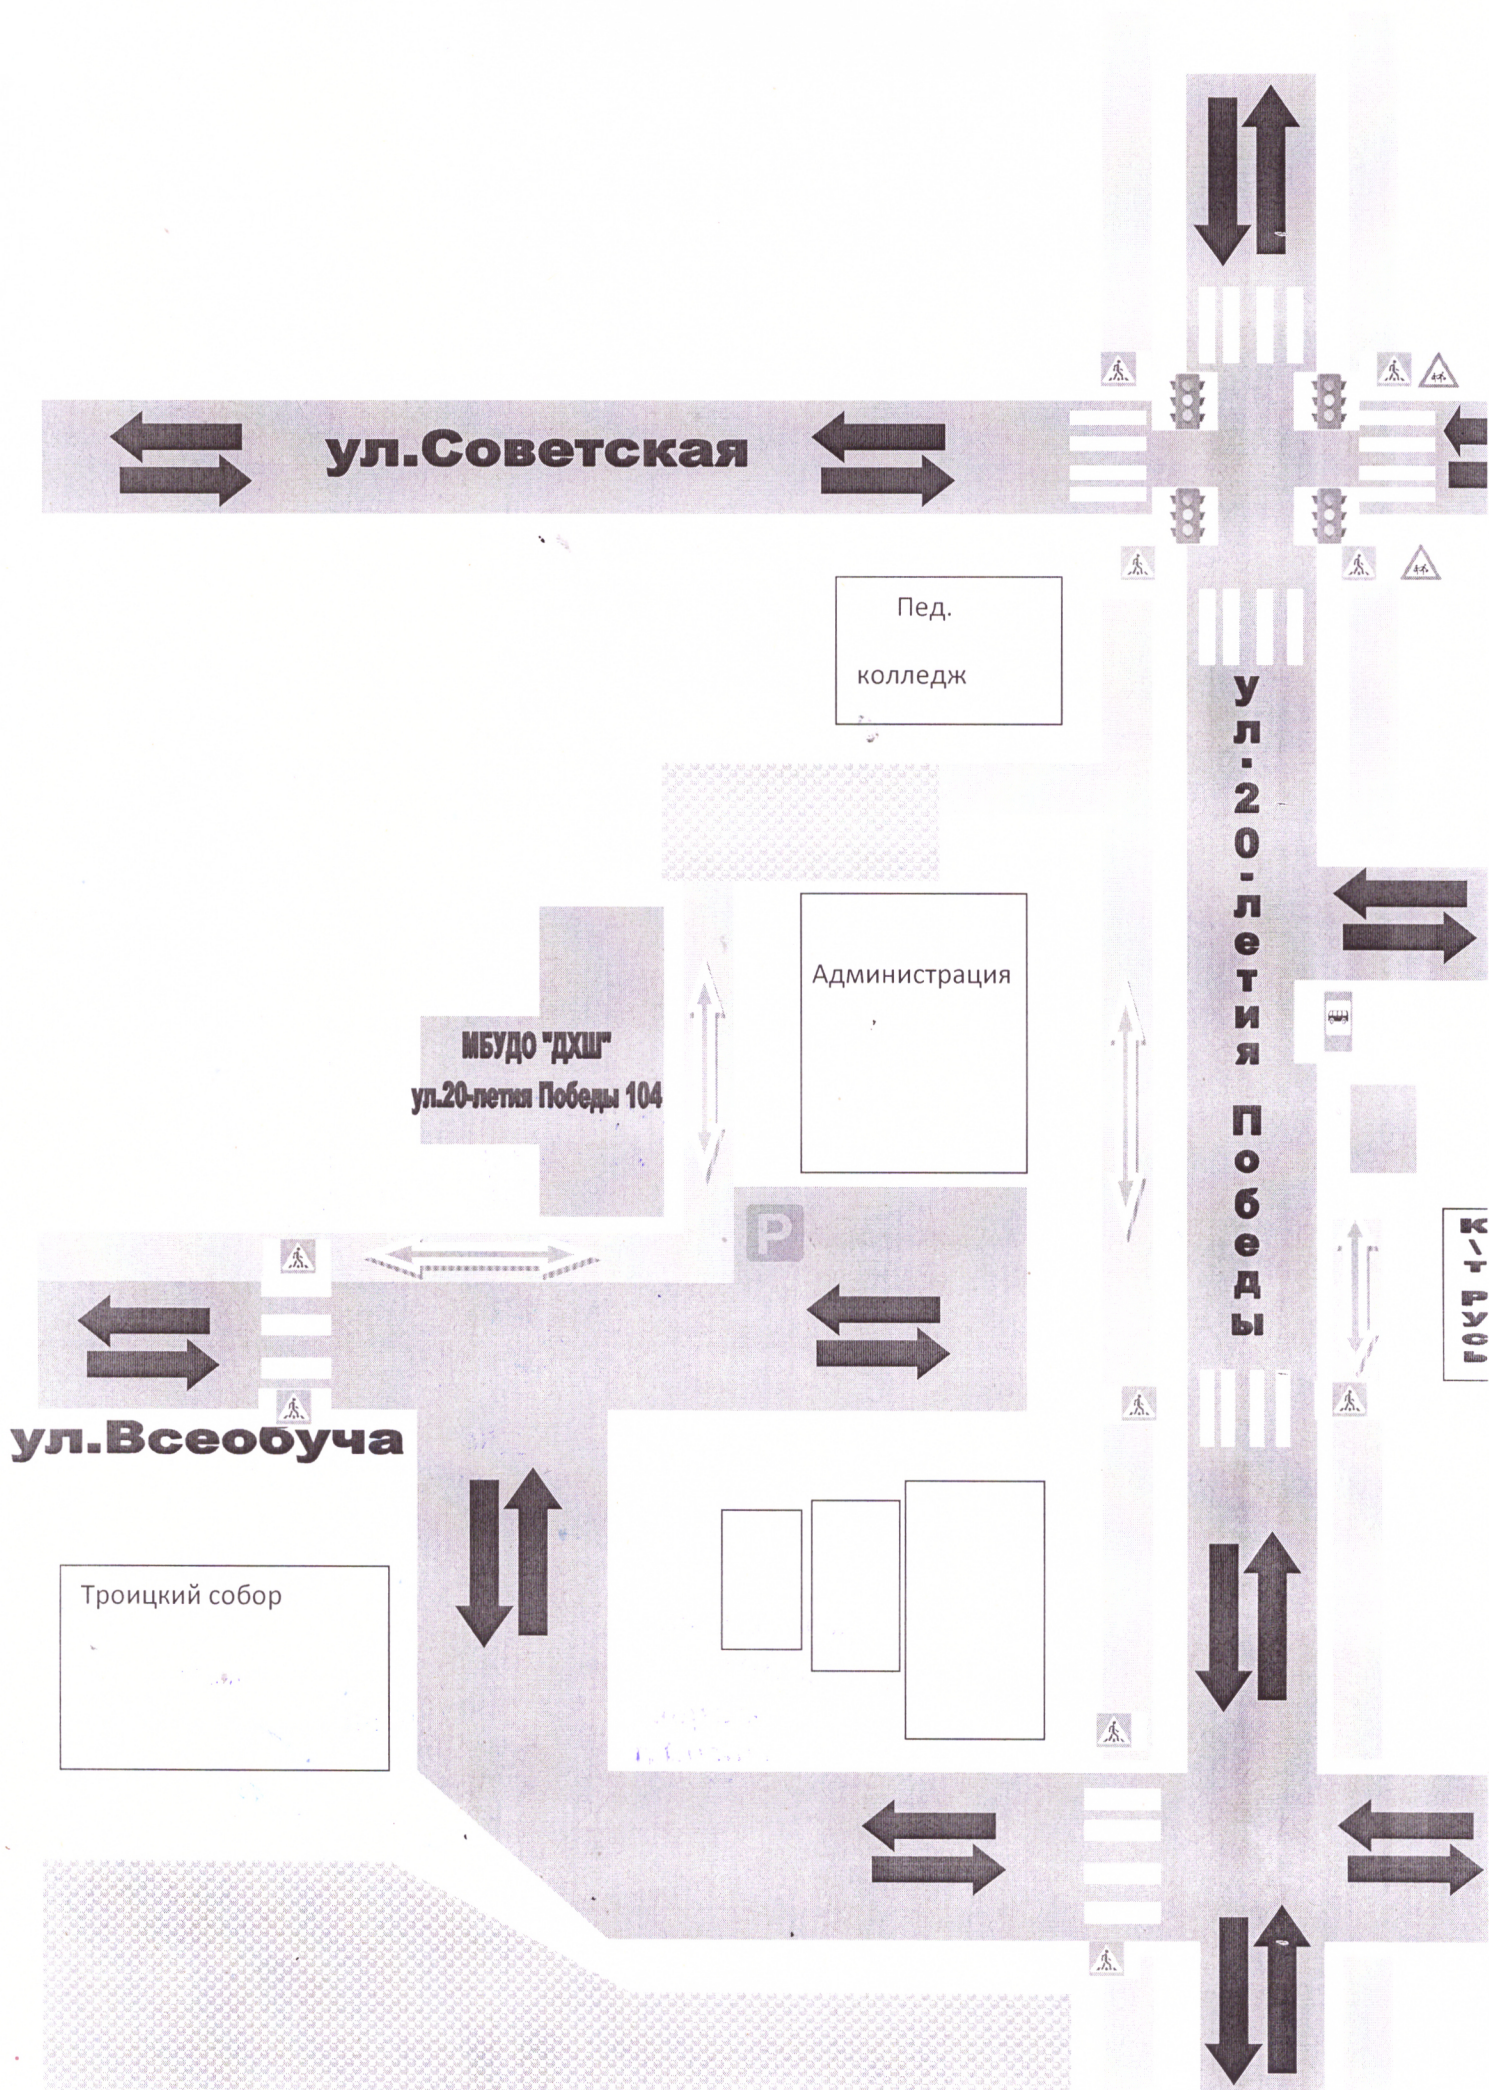 ул.Советская
Пед.
колледж
ул.20-летия Победы
Администрация
МБУДО "ДХШ"
ул.20-летия Победы 104
P
К\Т РУСЬ
ул.Всеобуча
Троицкий собор